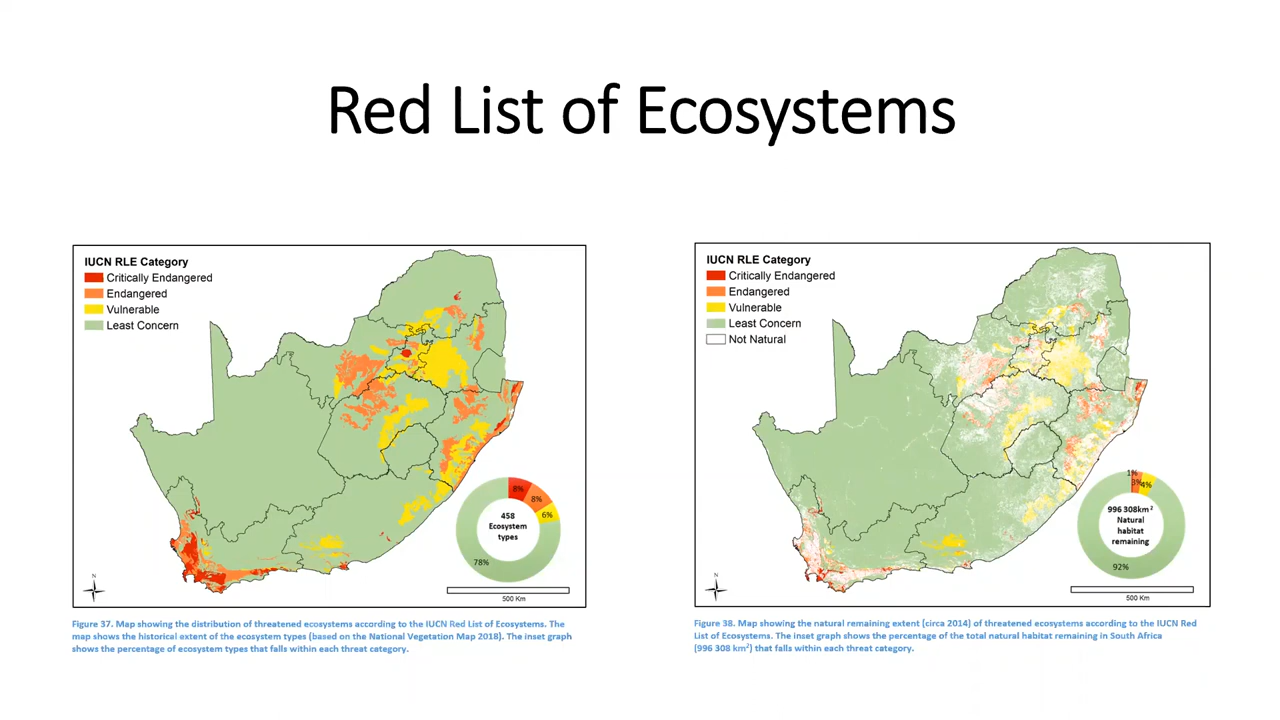 Red List of Ecosystems
IUCN RLE Category
Critically Endangered
Endangered
Vulnerable
Least Concern
N
8%
8%
6%
78%
458
Ecosystem
types
500 Km
Figure 37. Map showing the distribution of threatened ecosystems according to the IUCN Red List of Ecosystems. The
map shows the historical extent of the ecosystem types (based on the National Vegetation Map 2018). The inset graph
shows the percentage of ecosystem types that falls within each threat category.
IUCN RLE Category
Critically Endangered
Endangered
Vulnerable
Least Concern
Not Natural
N
1%
3%
4%
92%
996 308km²
Natural
habitat
remaining
500 Km
Figure 38. Map showing the natural remaining extent (circa 2014) of threatened ecosystems according to the IUCN Red
List of Ecosystems. The inset graph shows the percentage of the total natural habitat remaining in South Africa
(996 308 km²) that falls within each threat category.